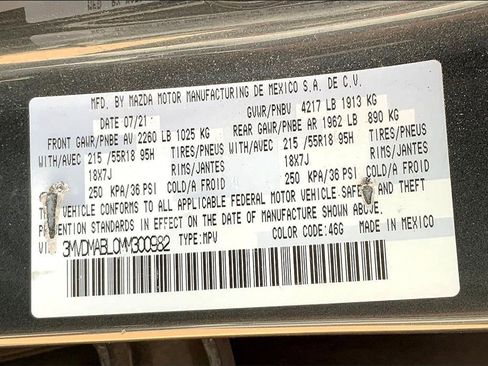 MFD. BY MAZDA MOTOR MANUFACTURING DE MEXICO S.A. DE C.V.
DATE 07/21 GVWR/PNBV 4217 LB 1913 KG
FRONT GAWR/PNBE AV 2260 LB 1025 KG REAR GAWR/PNBE AR 1962 LB 890 KG
WITH/AVEC 215 /55R18 95H TIRES/PNEUS WITH/AVEC 215 /55R18 95H TIRES/PNEUS
18X7J RIMS/JANTES 18X7J RIMS/JANTES
250 KPA/36 PSI COLD/A FROID 250 KPA/36 PSI COLD/A FROID
VEHICLE CONFORMS TO ALL APPLICABLE FEDERAL MOTOR VEHICLE AND THEFT
PREVENTION STANDARDS IN EFFECT ON THE DATE OF MANUFACTURE SHOWN ABOVE.
3MVDMABL0MM300982 TYPE: MPV COLOR CODE: 46G MADE IN MEXICO